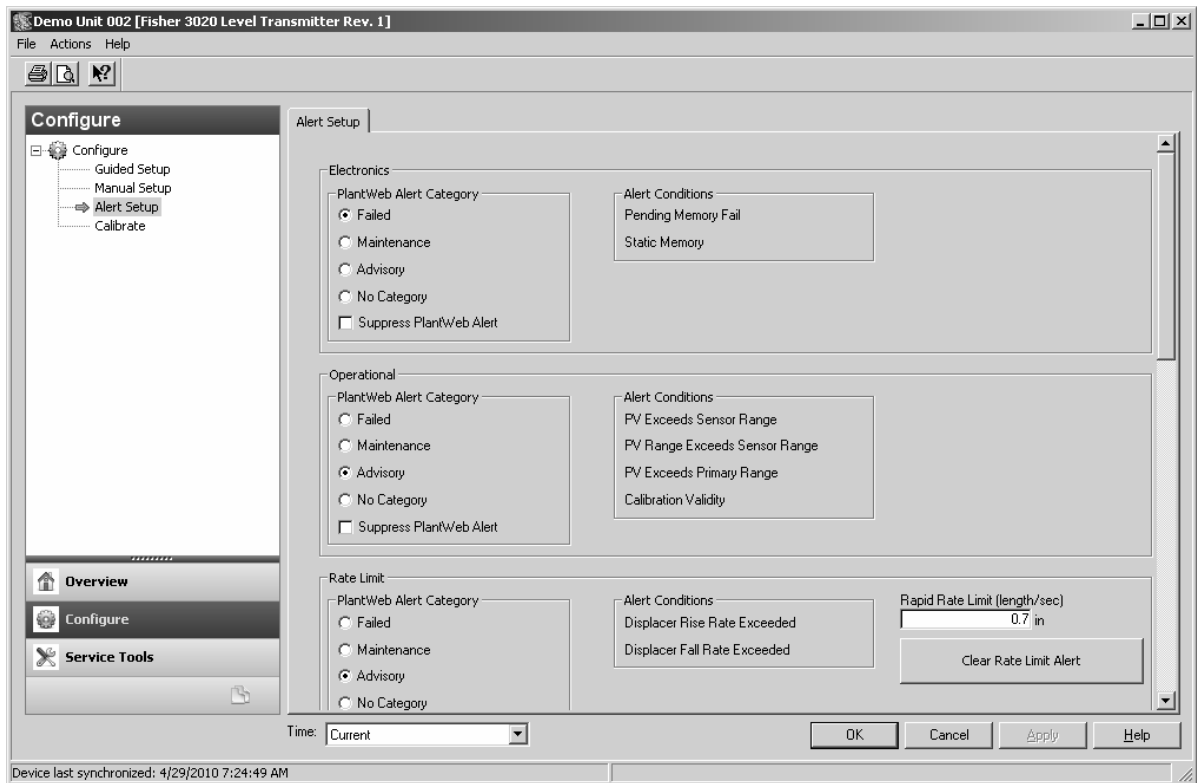 Demo Unit 002 [Fisher 3020 Level Transmitter Rev. 1]
File Actions Help
Configure
Configure
Guided Setup
Manual Setup
Alert Setup
Calibrate
Overview
Configure
Service Tools
Alert Setup
Electronics
PlantWeb Alert Category
Failed
Maintenance
Advisory
No Category
Suppress PlantWeb Alert
Alert Conditions
Pending Memory Fail
Static Memory
Operational
PlantWeb Alert Category
Failed
Maintenance
Advisory
No Category
Suppress PlantWeb Alert
Alert Conditions
PV Exceeds Sensor Range
PV Range Exceeds Sensor Range
PV Exceeds Primary Range
Calibration Validity
Rate Limit
PlantWeb Alert Category
Failed
Maintenance
Advisory
No Category
Alert Conditions
Displacer Rise Rate Exceeded
Displacer Fall Rate Exceeded
Rapid Rate Limit (length/sec)
0.7 in
Clear Rate Limit Alert
Time: Current
OK Cancel Apply Help
Device last synchronized: 4/29/2010 7:24:49 AM